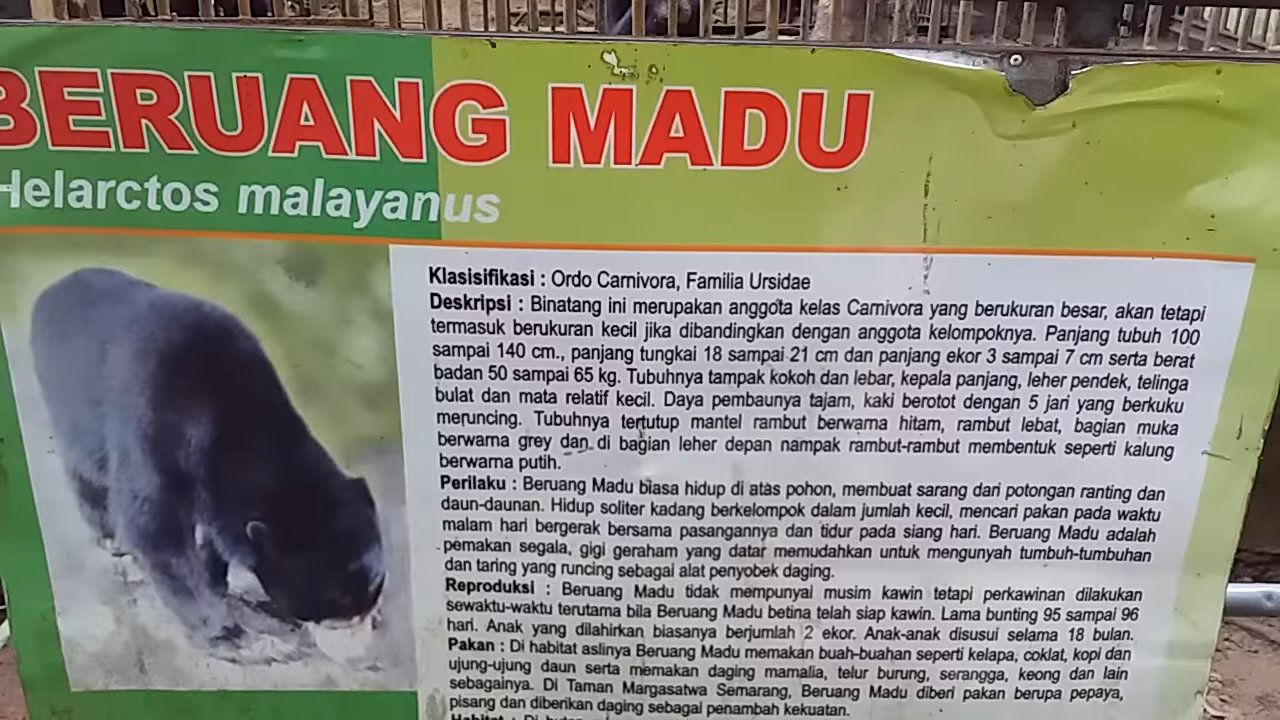 BERUANG MADU
Helarctos malayanus
Klasisifikasi : Ordo Carnivora, Familia Ursidae
Deskripsi : Binatang ini merupakan anggota kelas Carnivora yang berukuran besar, akan tetapi
termasuk berukuran kecil jika dibandingkan dengan anggota kelompoknya. Panjang tubuh 100
sampai 140 cm., panjang tungkai 18 sampai 21 cm dan panjang ekor 3 sampai 7 cm serta berat
badan 50 sampai 65 kg. Tubuhnya tampak kokoh dan lebar, kepala panjang, leher pendek, telinga
bulat dan mata relatif kecil. Daya pembaunya tajam, kaki berotot dengan 5 jari yang berkuku
meruncing. Tubuhnya tertutup mantel rambut berwarna hitam, rambut lebat, bagian muka
berwarna grey dan di bagian leher depan nampak rambut-rambut membentuk seperti kalung
berwarna putih.
Perilaku : Beruang Madu biasa hidup di atas pohon, membuat sarang dari potongan ranting dan
daun-daunan. Hidup soliter kadang berkelompok dalam jumlah kecil, mencari pakan pada waktu
malam hari bergerak bersama pasangannya dan tidur pada siang hari. Beruang Madu adalah
pemakan segala, gigi geraham yang datar memudahkan untuk mengunyah tumbuh-tumbuhan
dan taring yang runcing sebagai alat penyobek daging.
Reproduksi : Beruang Madu tidak mempunyai musim kawin tetapi perkawinan dilakukan
sewaktu-waktu terutama bila Beruang Madu betina telah siap kawin. Lama bunting 95 sampai 96
hari. Anak yang dilahirkan biasanya berjumlah 2 ekor. Anak-anak disusui selama 18 bulan.
Pakan : Di habitat aslinya Beruang Madu memakan buah-buahan seperti kelapa, coklat, kopi dan
ujung-ujung daun serta memakan daging mamalia, telur burung, serangga, keong dan lain
sebagainya. Di Taman Margasatwa Semarang, Beruang Madu diberi pakan berupa pepaya,
pisang dan diberikan daging sebagai penambah kekuatan.
Habitat : Di